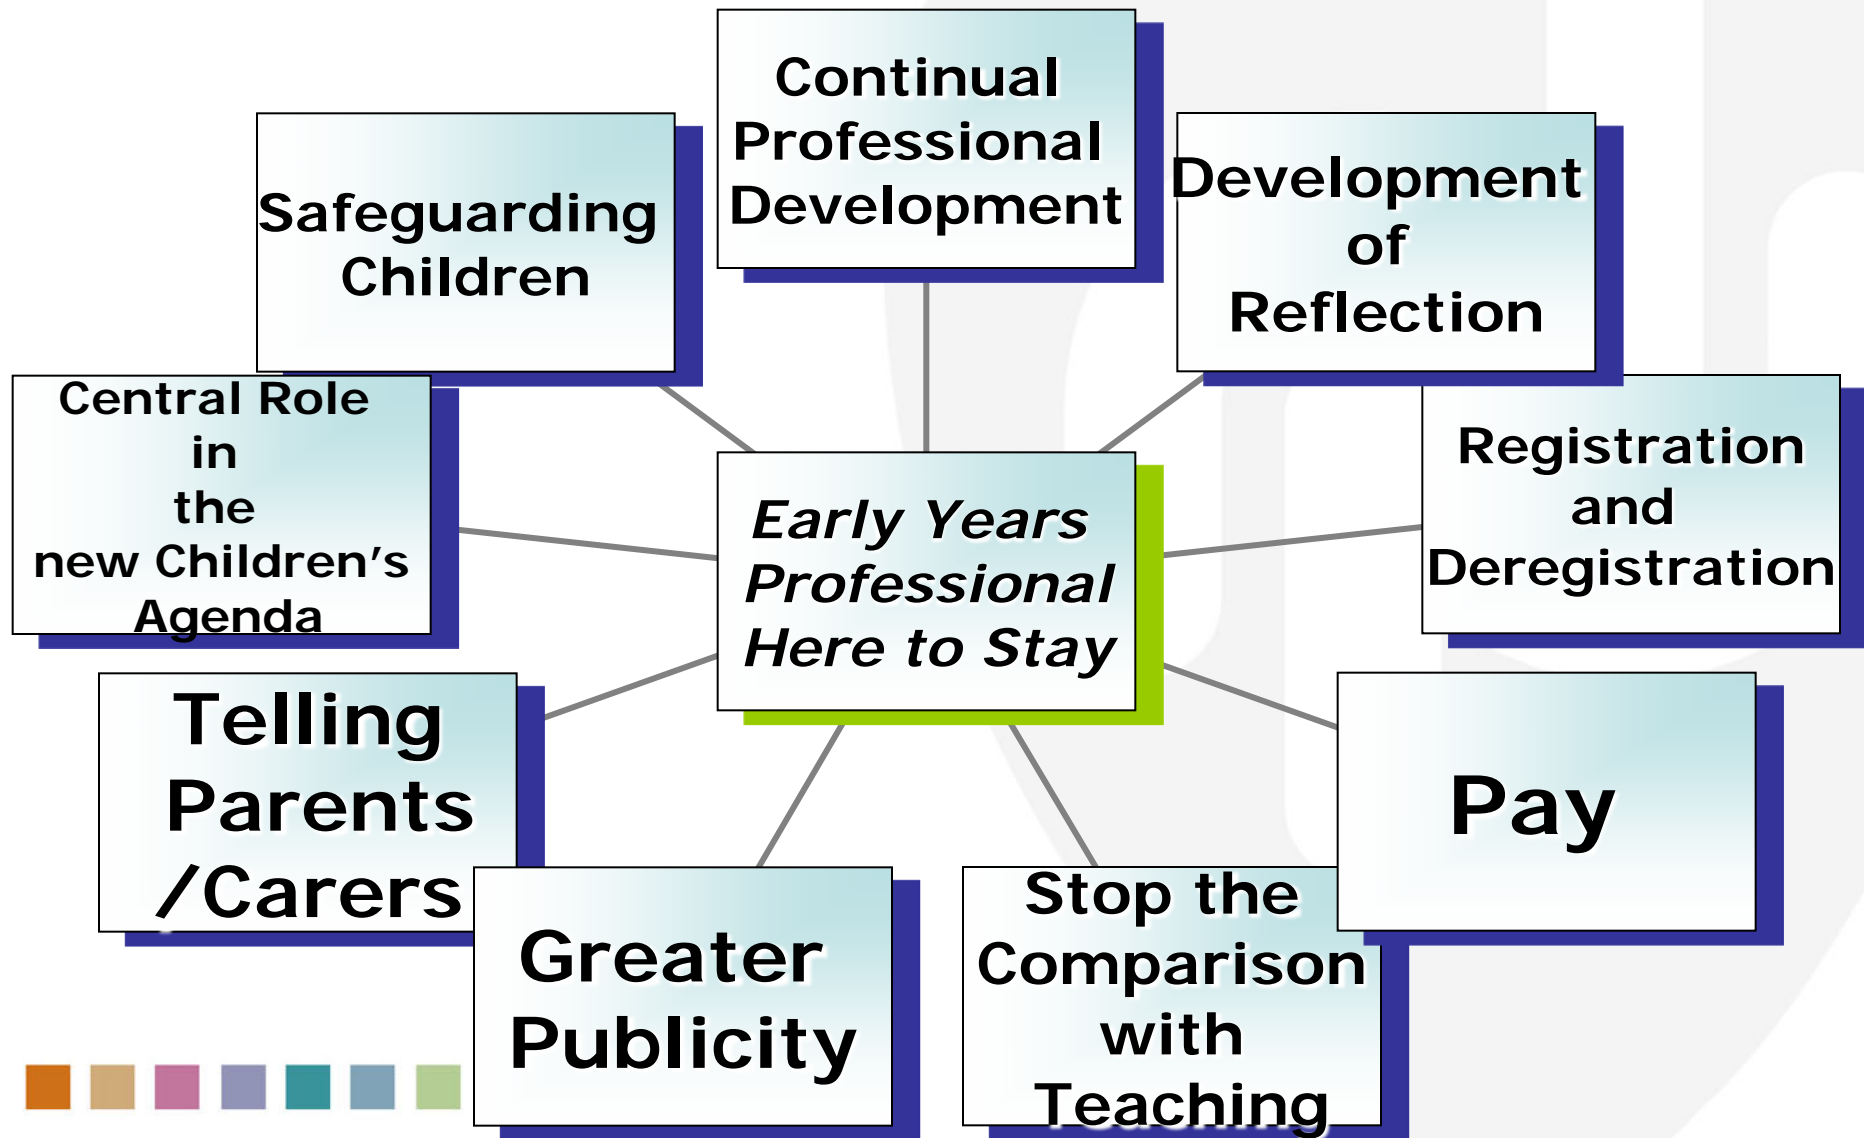 Continual
Professional
Development
Development
of
Reflection
Registration
and
Deregistration
Pay
Stop the
Comparison
with
Teaching
Greater
Publicity
Telling
Parents
/Carers
Central Role
in
the
new Children’s
Agenda
Safeguarding
Children
Early Years
Professional
Here to Stay